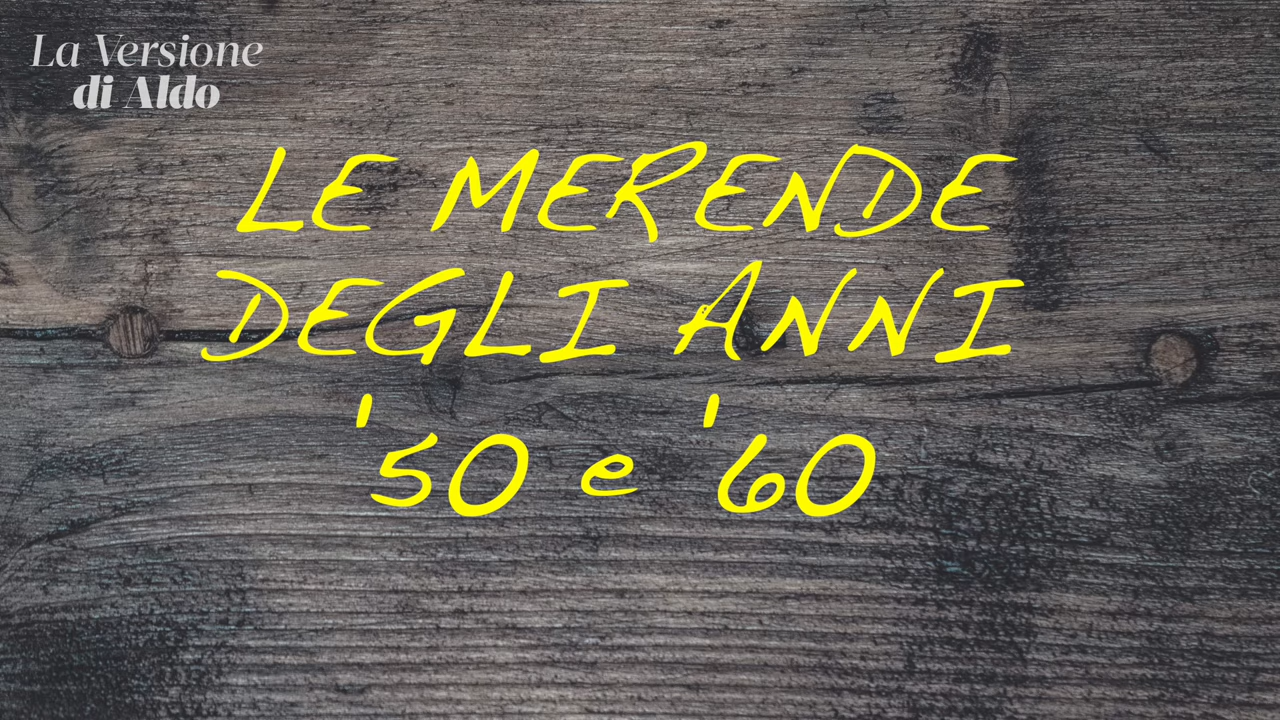 La Versione
di Aldo
LE MERENDE
DEGLI ANNI
'50 e '60